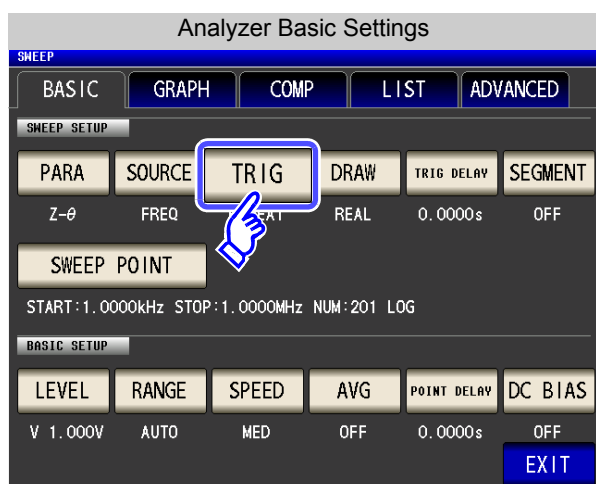 Analyzer Basic Settings
SWEEP
BASIC GRAPH COMP LIST ADVANCED
SWEEP SETUP
PARA SOURCE TRIG DRAW TRIG DELAY SEGMENT
Z-θ FREQ REAL 0.0000s OFF
SWEEP POINT
START:1.0000kHz STOP:1.0000MHz NUM:201 LOG
BASIC SETUP
LEVEL RANGE SPEED AVG POINT DELAY DC BIAS
V 1.000V AUTO MED OFF 0.0000s OFF
EXIT